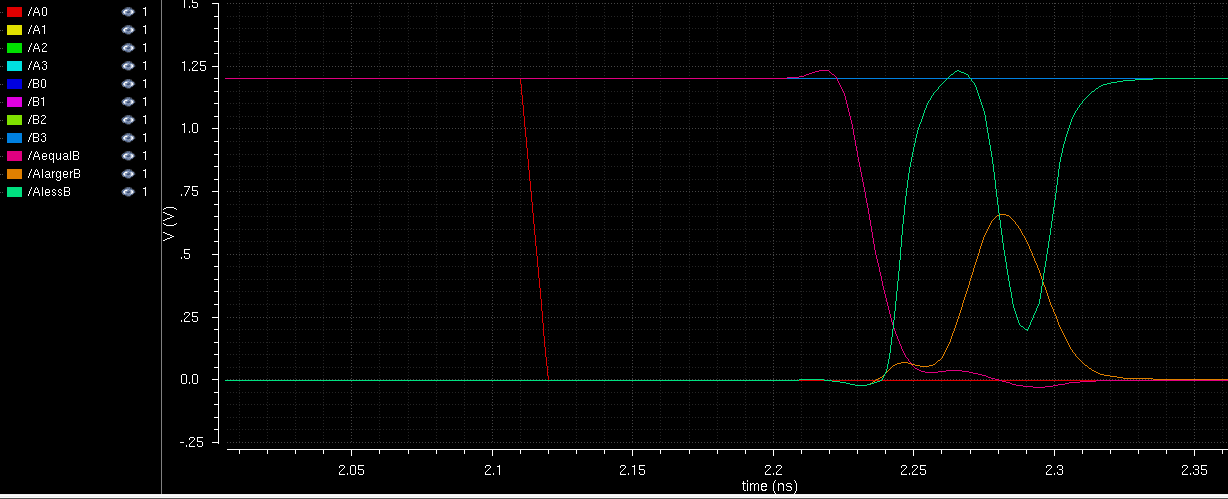 /A0 1
/A1 1
/A2 1
/A3 1
/B0 1
/B1 1
/B2 1
/B3 1
/AequalB 1
/AlargerB 1
/AlessB 1
V (V)
1.5
1.25
1.0
.75
.5
.25
0.0
-.25
2.05 2.1 2.15 2.2 2.25 2.3 2.35
time (ns)